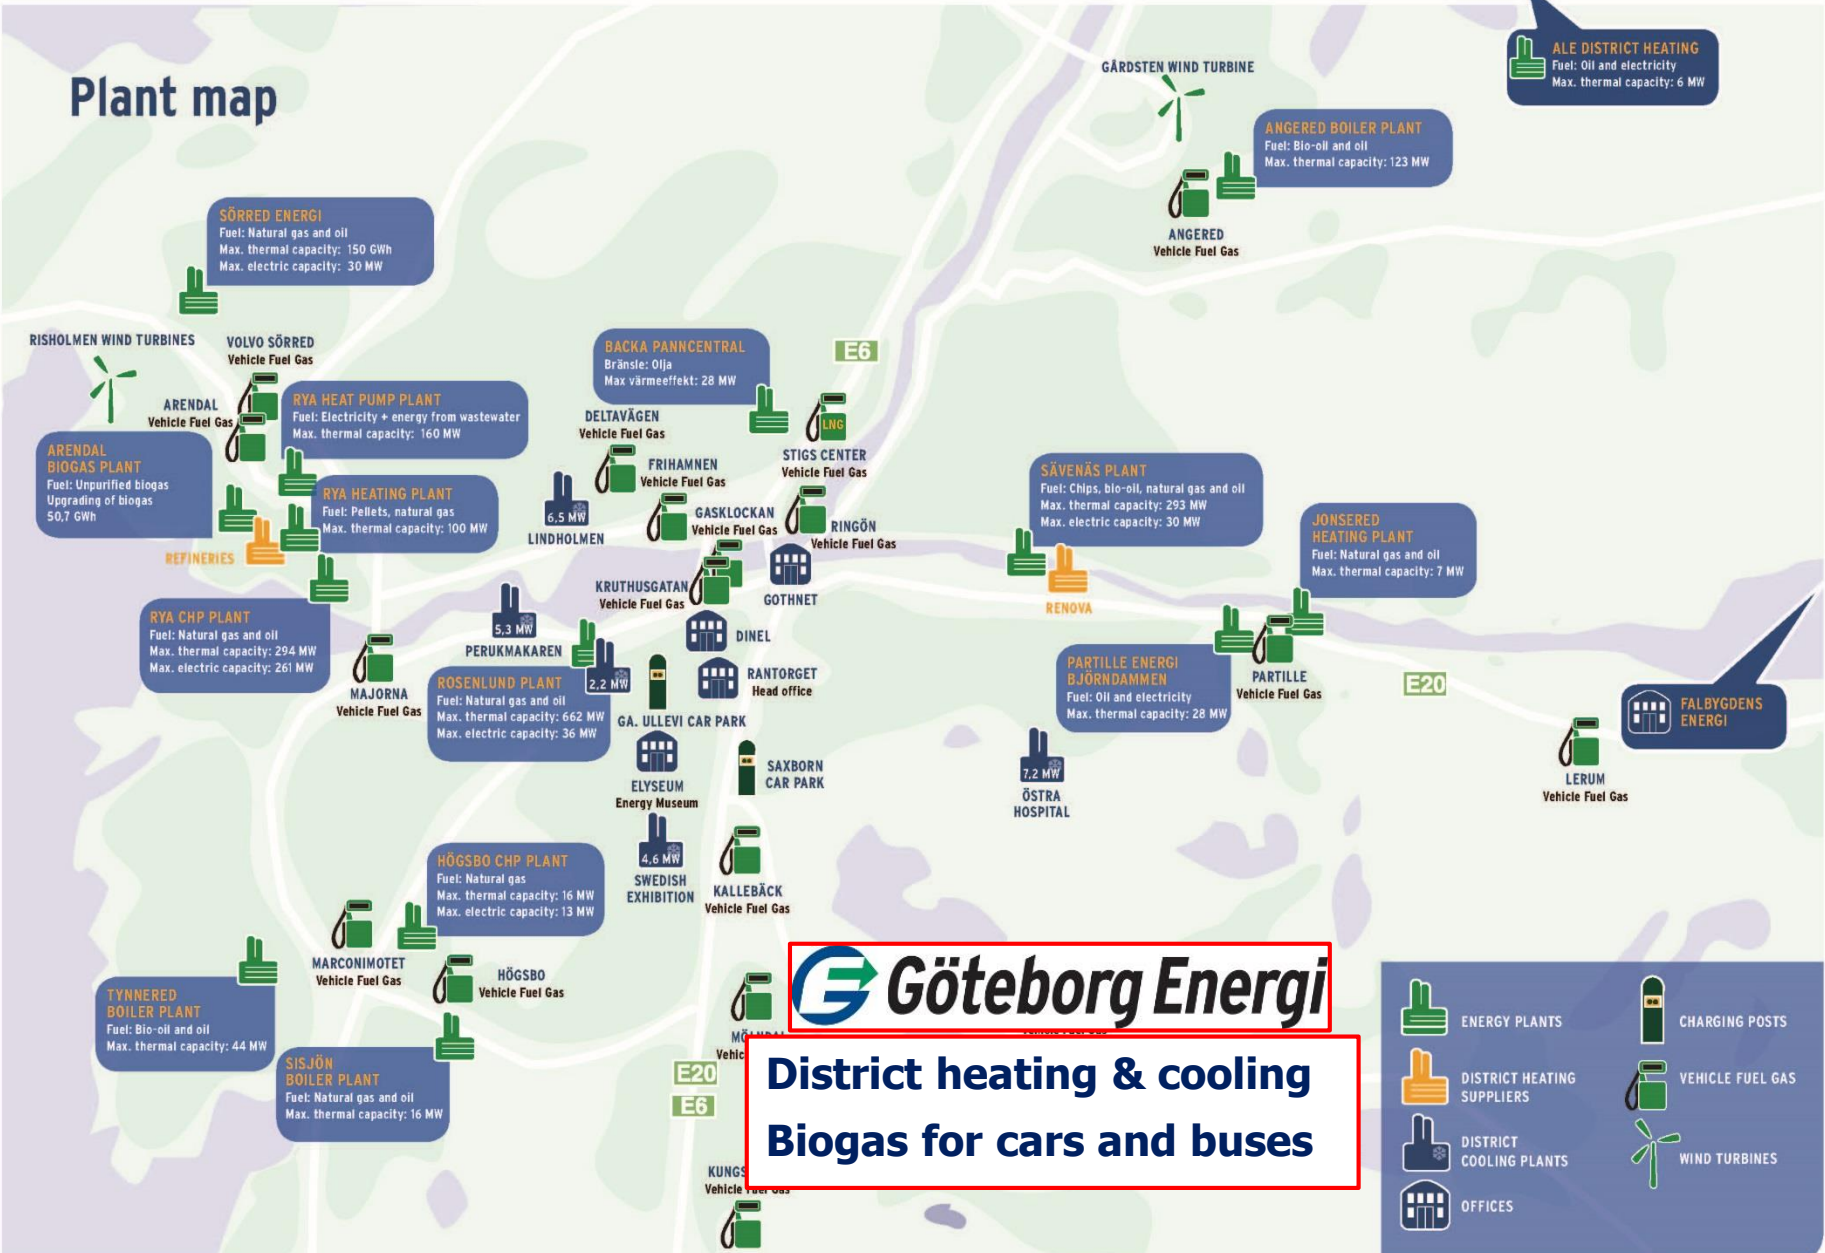 Plant map
ALE DISTRICT HEATING
Fuel: Oil and electricity
Max. thermal capacity: 6 MW
GÅRDSTEN WIND TURBINE
ANGERED BOILER PLANT
Fuel: Bio-oil and oil
Max. thermal capacity: 123 MW
ANGERED
Vehicle Fuel Gas
SÖRRED ENERGI
Fuel: Natural gas and oil
Max. thermal capacity: 150 GWh
Max. electric capacity: 30 MW
RISHOLMEN WIND TURBINES
VOLVO SÖRRED
Vehicle Fuel Gas
ARENDAL
Vehicle Fuel Gas
RYA HEAT PUMP PLANT
Fuel: Electricity + energy from wastewater
Max. thermal capacity: 160 MW
ARENDAL
BIOGAS PLANT
Fuel: Unpurified biogas
Upgrading of biogas
50,7 GWh
RYA HEATING PLANT
Fuel: Pellets, natural gas
Max. thermal capacity: 100 MW
REFINERIES
RYA CHP PLANT
Fuel: Natural gas and oil
Max. thermal capacity: 294 MW
Max. electric capacity: 261 MW
BACKA PANNCENTRAL
Bränsle: Olja
Max värmeeffekt: 28 MW
E6
DELTAVÄGEN
Vehicle Fuel Gas
LNG
STIGS CENTER
Vehicle Fuel Gas
FRIHAMNEN
Vehicle Fuel Gas
6,5 MW
LINDHOLMEN
GASKLOCKAN
Vehicle Fuel Gas
RINGÖN
Vehicle Fuel Gas
KRUTHUSGATAN
Vehicle Fuel Gas
GOTHNET
5,3 MW
PERUKMAKAREN
DINEL
MAJORNA
Vehicle Fuel Gas
ROSENLUND PLANT
Fuel: Natural gas and oil
Max. thermal capacity: 662 MW
Max. electric capacity: 36 MW
2,2 MW
RANTORGET
Head office
GA. ULLEVI CAR PARK
ELYSEUM
Energy Museum
SAXBORN
CAR PARK
4,6 MW
SWEDISH
EXHIBITION
KALLEBÄCK
Vehicle Fuel Gas
SÄVENÄS PLANT
Fuel: Chips, bio-oil, natural gas and oil
Max. thermal capacity: 293 MW
Max. electric capacity: 30 MW
RENOVA
JONSERED
HEATING PLANT
Fuel: Natural gas and oil
Max. thermal capacity: 7 MW
PARTILLE ENERGI
BJÖRNDAMMEN
Fuel: Oil and electricity
Max. thermal capacity: 28 MW
PARTILLE
Vehicle Fuel Gas
E20
FALBYGDENS
ENERGI
LERUM
Vehicle Fuel Gas
7,2 MW
ÖSTRA
HOSPITAL
HÖGSBO CHP PLANT
Fuel: Natural gas
Max. thermal capacity: 16 MW
Max. electric capacity: 13 MW
MARCONIMOTET
Vehicle Fuel Gas
HÖGSBO
Vehicle Fuel Gas
TYNNERED
BOILER PLANT
Fuel: Bio-oil and oil
Max. thermal capacity: 44 MW
SISJÖN
BOILER PLANT
Fuel: Natural gas and oil
Max. thermal capacity: 16 MW
E20
E6
Göteborg Energi
District heating & cooling
Biogas for cars and buses
Vehicle Fuel Gas
ENERGY PLANTS
DISTRICT HEATING
SUPPLIERS
DISTRICT
COOLING PLANTS
OFFICES
CHARGING POSTS
VEHICLE FUEL GAS
WIND TURBINES